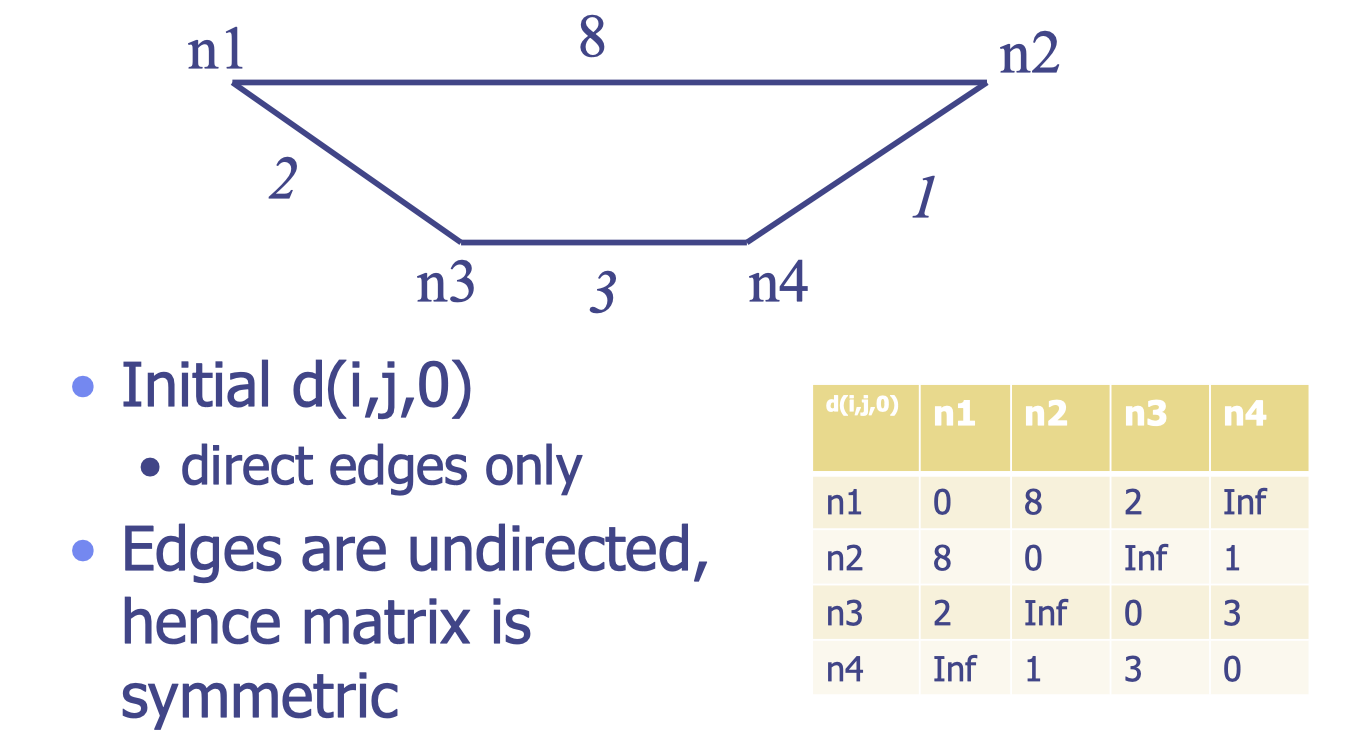 n1 8 n2
2 1
n3 3 n4
• Initial d(i,j,0)
• direct edges only
• Edges are undirected,
hence matrix is
symmetric
d(i,j,0) n1 n2 n3 n4
n1 0 8 2 Inf
n2 8 0 Inf 1
n3 2 Inf 0 3
n4 Inf 1 3 0